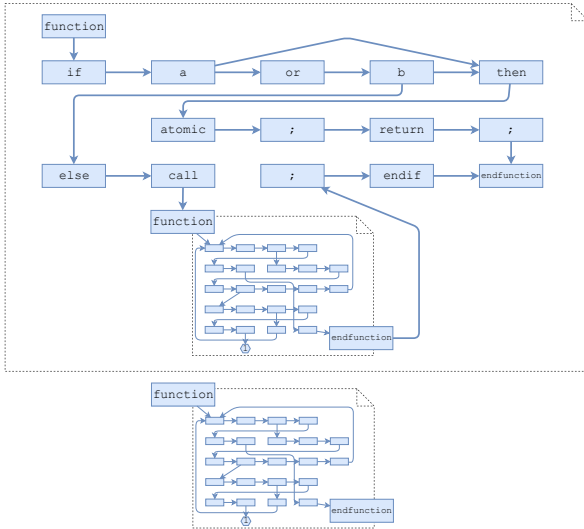 function
if a or b then
atomic ; return ;
else call ; endif endfunction
function
endfunction
function
endfunction